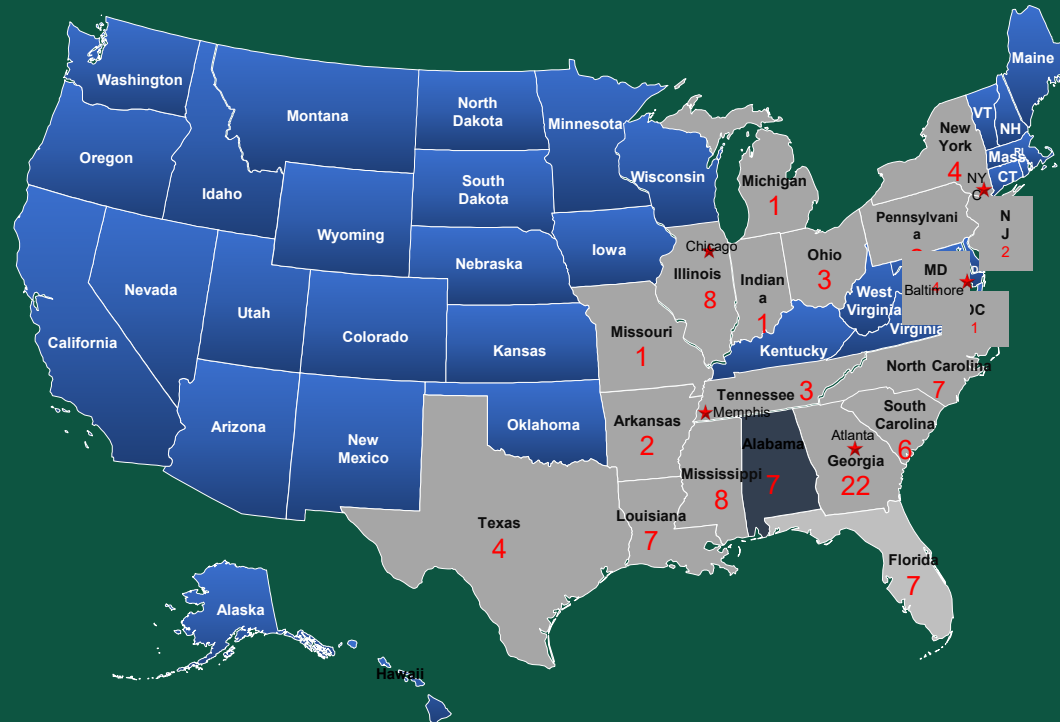 Washington
Oregon
Idaho
Montana
North
Dakota
Minnesota
South
Dakota
Wyoming
Wisconsin
Michigan
1
Maine
VT
NH
Mass
RI
CT
New
York
4
NY
C
Pennsylvani
a
N
J
2
Nevada
Utah
California
Colorado
Nebraska
Iowa
Kansas
Chicago
Illinois
8
Indian
a
1
Ohio
3
MD
Baltimore
West
Virginia
Virginia
1
Missouri
1
Kentucky
North Carolina
7
Tennessee
3
Memphis
South
Carolina
6
Arizona
New
Mexico
Oklahoma
Arkansas
2
Mississippi
8
Alabama
7
Atlanta
Georgia
22
Louisiana
7
Texas
4
Florida
7
Alaska
Hawaii